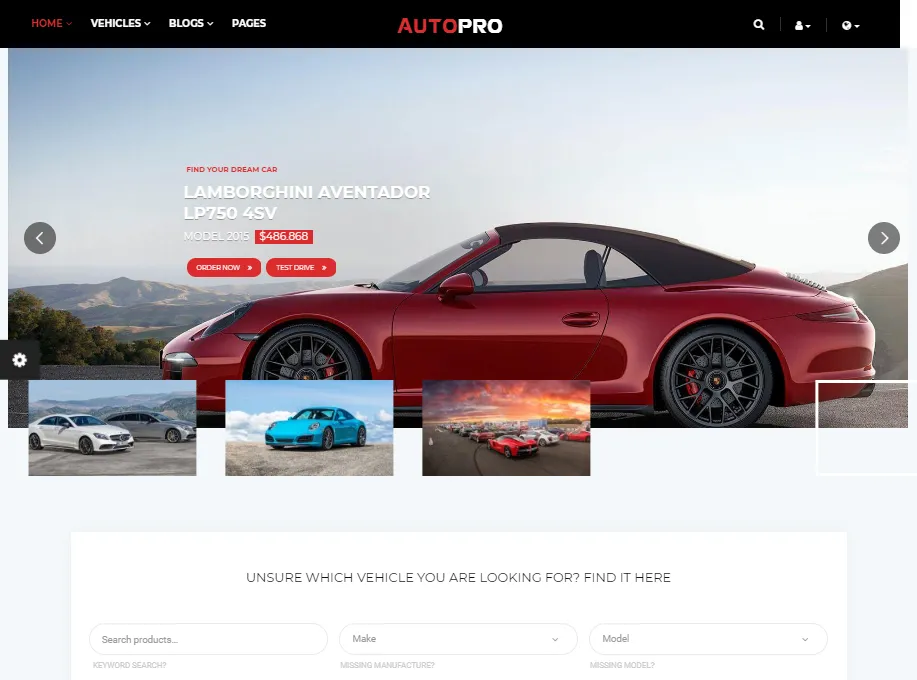 HOME
VEHICLES
BLOGS
PAGES
AUTOPRO
FIND YOUR DREAM CAR
LAMBORGHINI AVENTADOR
LP750 4SV
MODEL 2015 $486.868
ORDER NOW »
TEST DRIVE »
UNSURE WHICH VEHICLE YOU ARE LOOKING FOR? FIND IT HERE
Search products...
Make
Model
KEYWORD SEARCH?
MISSING MANUFACTURE?
MISSING MODEL?